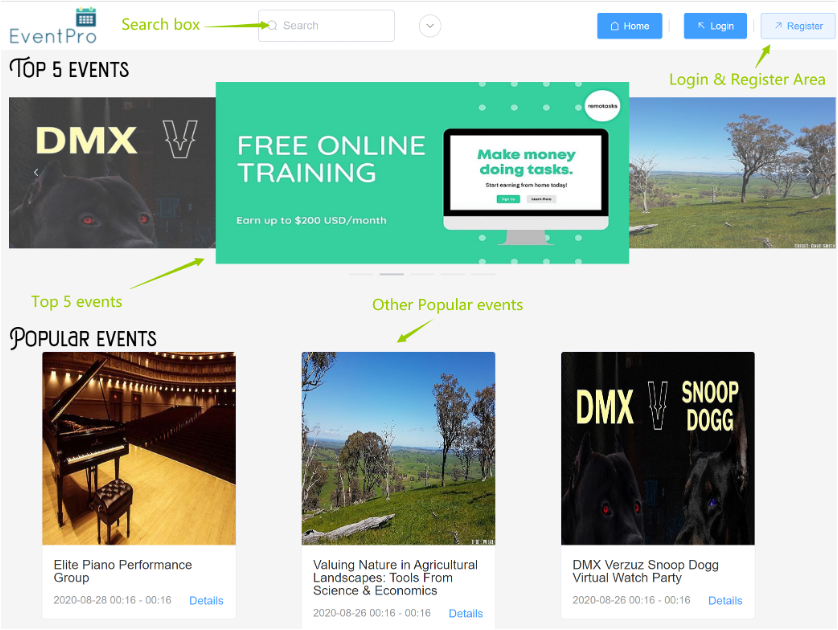 EventPro
Search box
Search
Home
Login
Register
Login & Register Area
TOP 5 EVENTS
DMX V
FREE ONLINE
TRAINING
Earn up to $200 USD/month
remotasks
Make money
doing tasks.
Start earning from home today!
Sign Up
Learn More
Top 5 events
Other Popular events
POPULAR EVENTS
DMX V SNOOP
DOGG
Elite Piano Performance
Group
2020-08-28 00:16 - 00:16 Details
Valuing Nature in Agricultural
Landscapes: Tools From
Science & Economics
2020-08-26 00:16 - 00:16 Details
DMX Verzuz Snoop Dogg
Virtual Watch Party
2020-08-26 00:16 - 00:16 Details